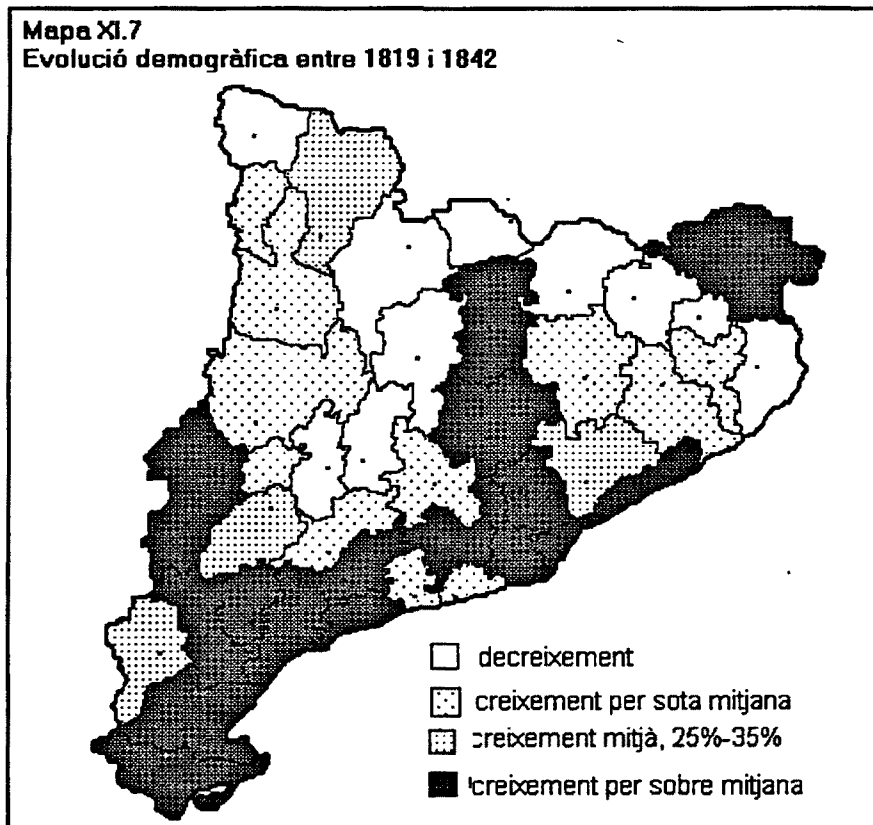 Mapa XI.7
Evolució demogràfica entre 1819 i 1842
decreixement
creixement per sota mitjana
creixement mitjà, 25%-35%
creixement per sobre mitjana